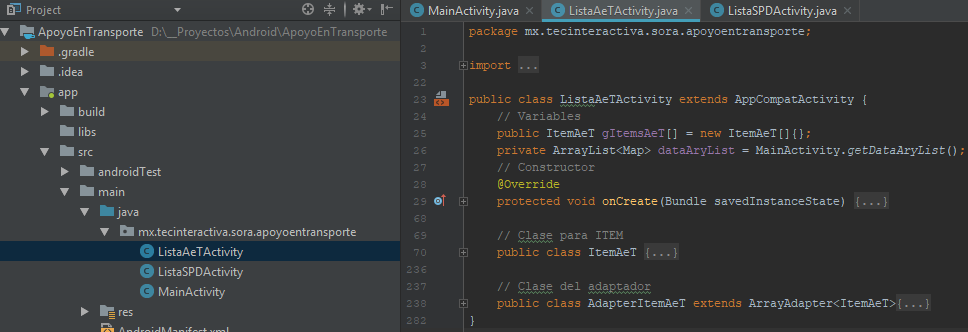 Project
ApoyoEnTransporte D:\__Proyectos\Android\ApoyoEnTransporte
.gradle
.idea
app
build
libs
src
androidTest
main
java
mx.tecinteractiva.sora.apoyoentransporte
ListaAeTActivity
ListaSPDActivity
MainActivity
res
AndroidManifest.xml
MainActivity.java × ListaAeTActivity.java × ListaSPDActivity.java ×
1 package mx.tecinteractiva.sora.apoyoentransporte;
2
3 import ...
22
23 public class ListaAeTActivity extends AppCompatActivity {
24 // Variables
25 public ItemAeT gItemsAeT[] = new ItemAeT[]{};
26 private ArrayList<Map> dataAryList = MainActivity.getDataAryList();
27 // Constructor
28 @Override
29 protected void onCreate(Bundle savedInstanceState) {...}
68
69 // Clase para ITEM
70 class ItemAeT {...}
236
237 // Clase del adaptador
238 public class AdapterItemAeT extends ArrayAdapter<ItemAeT>{...}
282 }